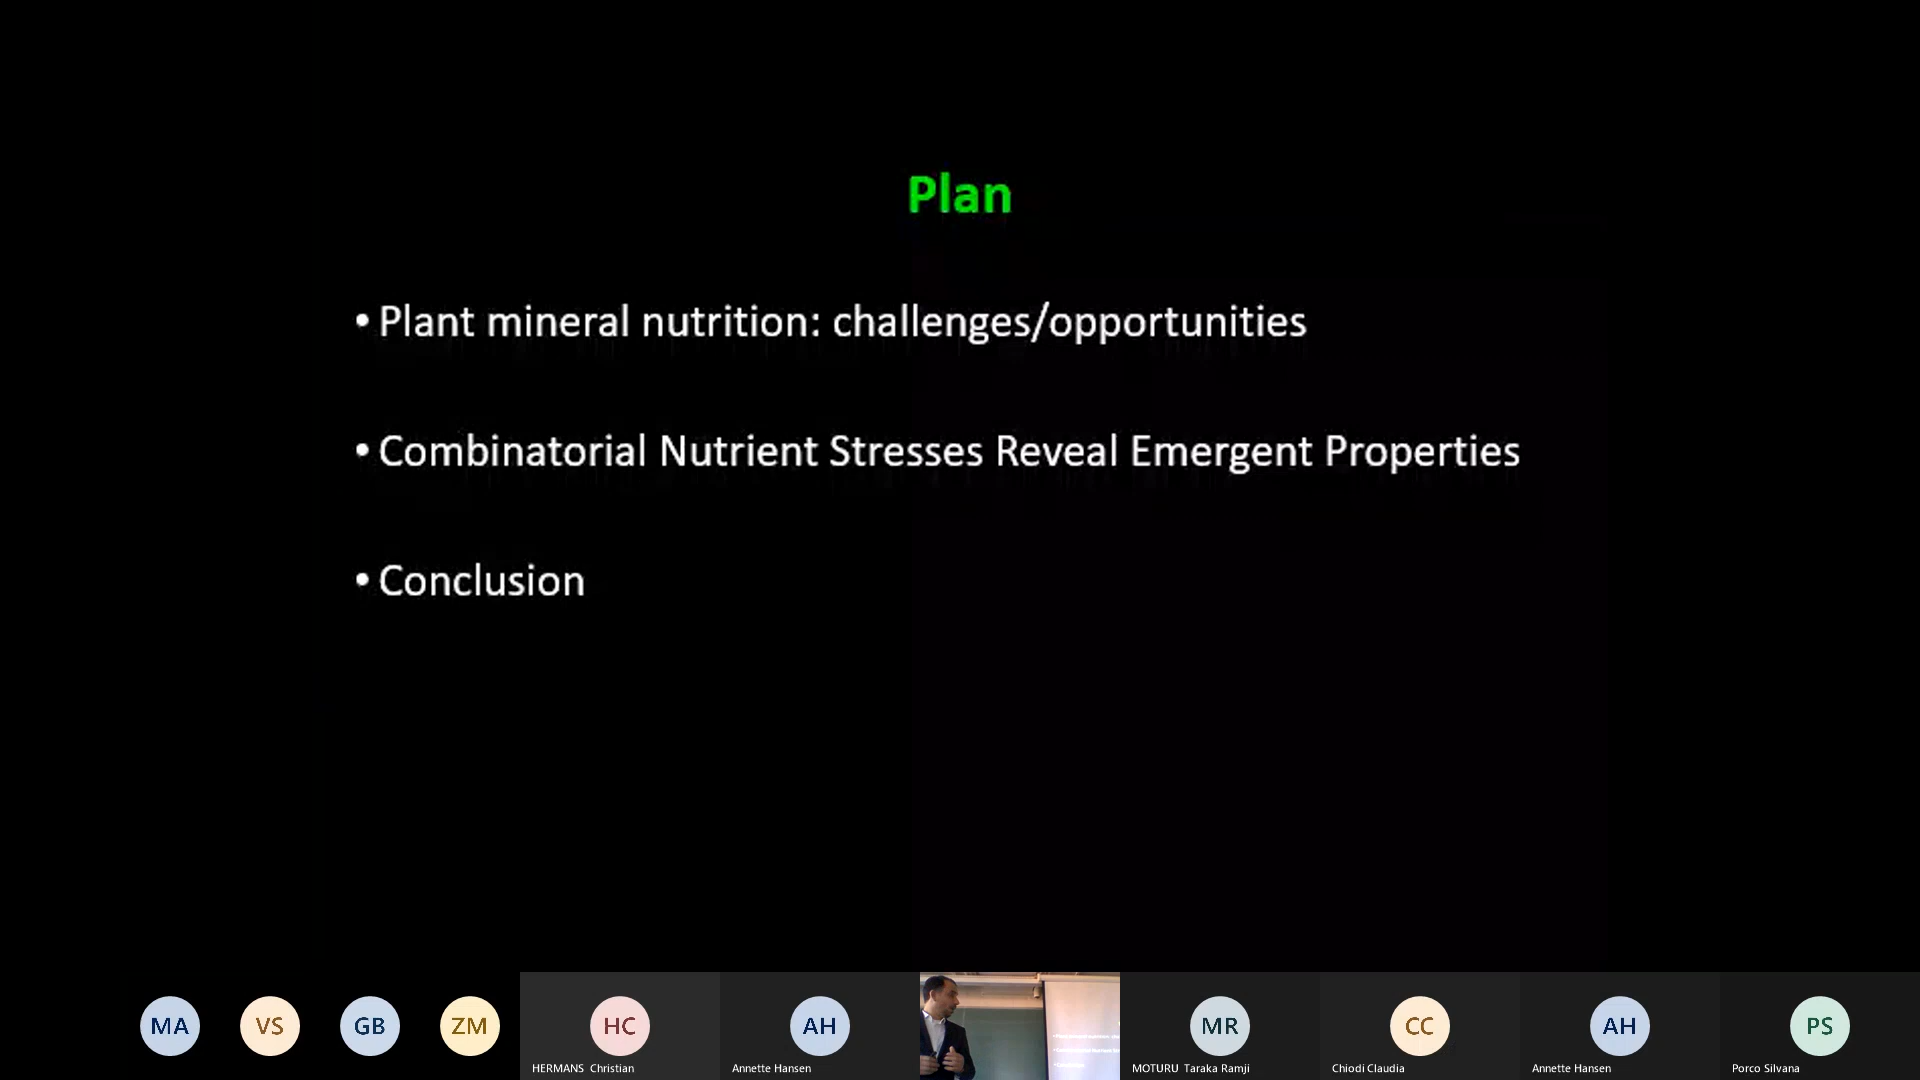 Plan
• Plant mineral nutrition: challenges/opportunities
• Combinatorial Nutrient Stresses Reveal Emergent Properties
• Conclusion
MA
VS
GB
ZM
HC
AH
MR
CC
AH
PS
HERMANS Christian
Annette Hansen
MOTURU Taraka Ramji
Chiodi Claudia
Annette Hansen
Porco Silvana